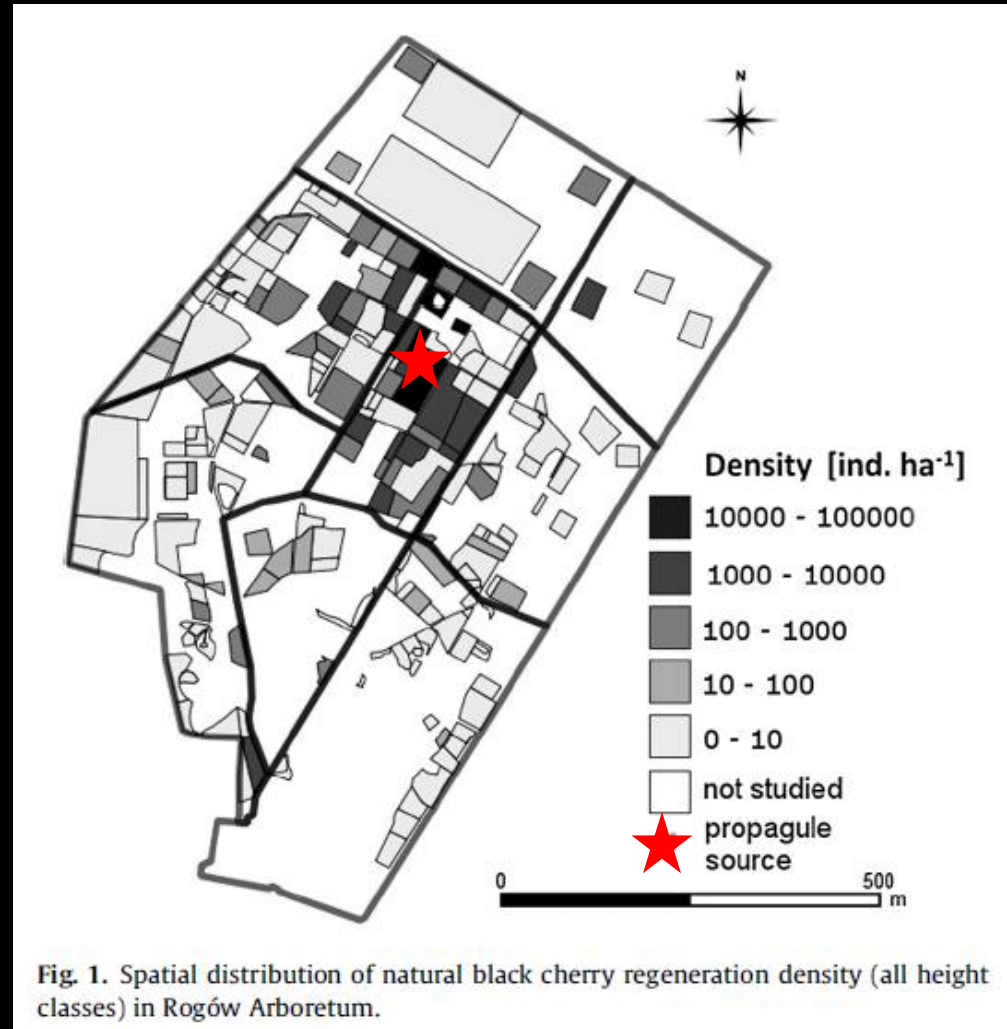 N
Density [ind. ha⁻¹]
10000 - 100000
1000 - 10000
100 - 1000
10 - 100
0 - 10
not studied
propagule
source
0 500
m
Fig. 1. Spatial distribution of natural black cherry regeneration density (all height
classes) in Rogów Arboretum.